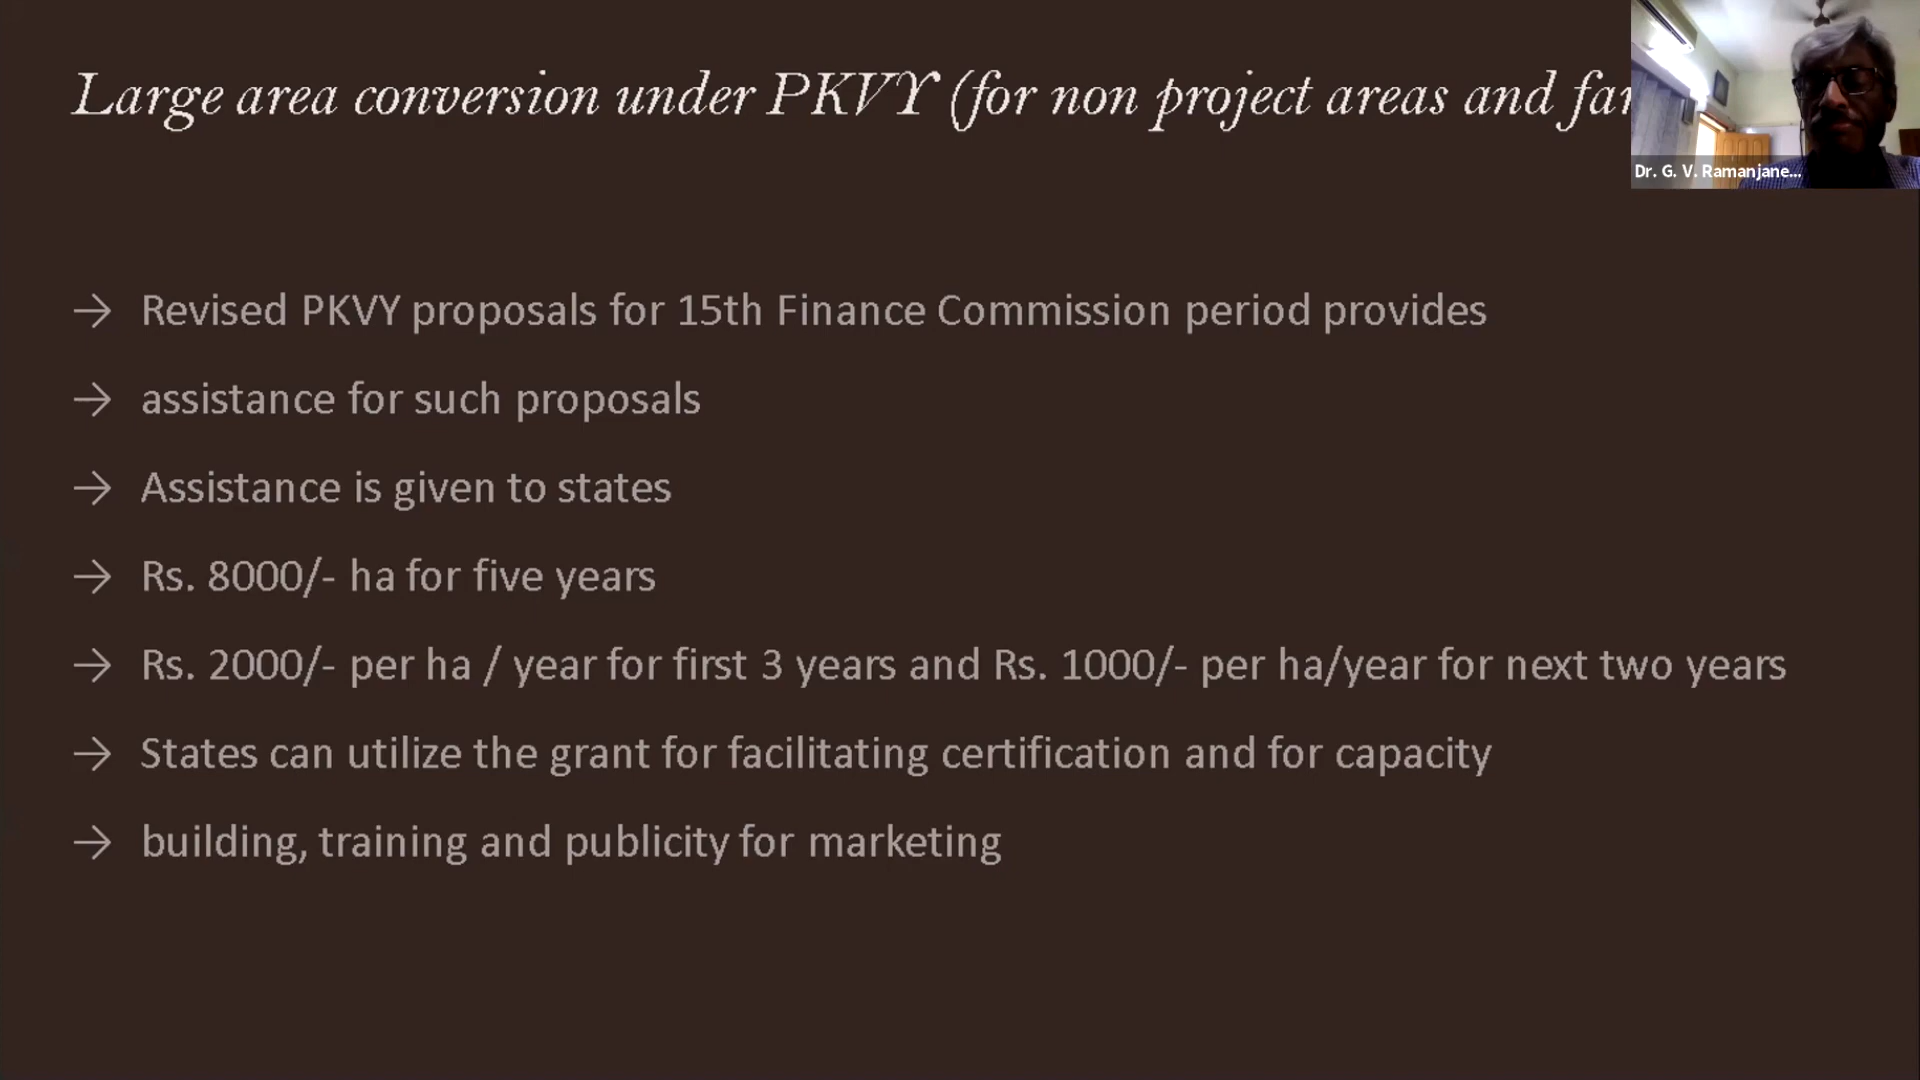 Large area conversion under PKVY (for non project areas and
Dr. G. V. Ramanjane...
→ Revised PKVY proposals for 15th Finance Commission period provides
→ assistance for such proposals
→ Assistance is given to states
→ Rs. 8000/- ha for five years
→ Rs. 2000/- per ha / year for first 3 years and Rs. 1000/- per ha/year for next two years
→ States can utilize the grant for facilitating certification and for capacity
→ building, training and publicity for marketing